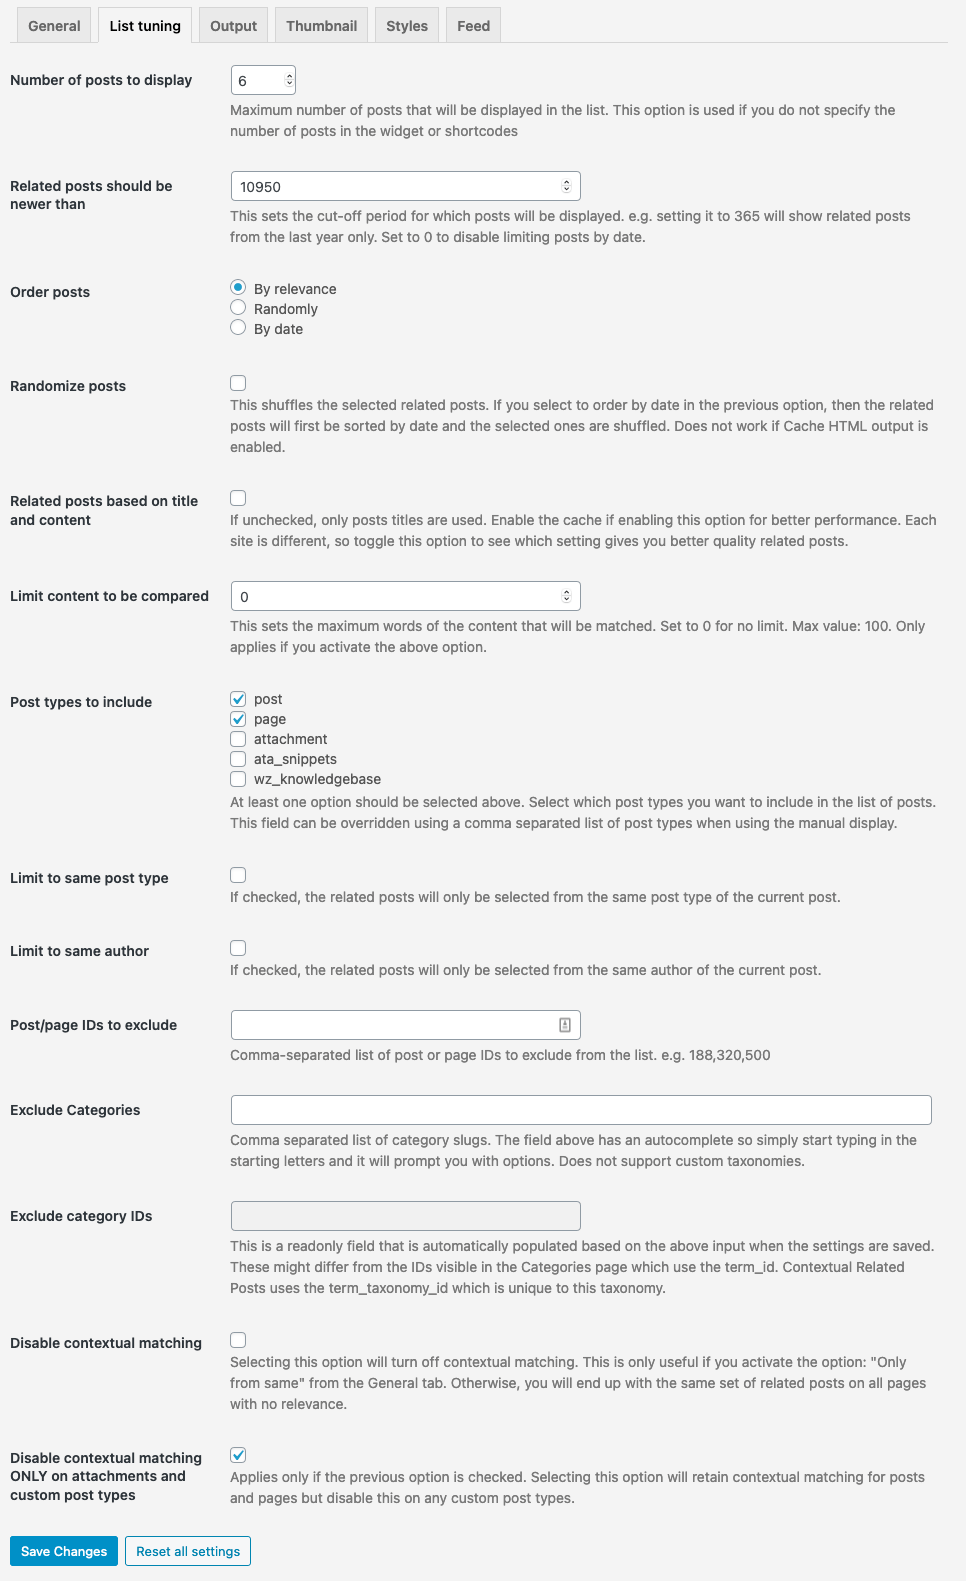 General
List tuning
Output
Thumbnail
Styles
Feed
Number of posts to display
6
Maximum number of posts that will be displayed in the list. This option is used if you do not specify the
number of posts in the widget or shortcodes
Related posts should be
newer than
10950
This sets the cut-off period for which posts will be displayed. e.g. setting it to 365 will show related posts
from the last year only. Set to 0 to disable limiting posts by date.
Order posts
By relevance
Randomly
By date
Randomize posts
This shuffles the selected related posts. If you select to order by date in the previous option, then the related
posts will first be sorted by date and the selected ones are shuffled. Does not work if Cache HTML output is
enabled.
Related posts based on title
and content
If unchecked, only posts titles are used. Enable the cache if enabling this option for better performance. Each
site is different, so toggle this option to see which setting gives you better quality related posts.
Limit content to be compared
0
This sets the maximum words of the content that will be matched. Set to 0 for no limit. Max value: 100. Only
applies if you activate the above option.
Post types to include
post
page
attachment
ata_snippets
wz_knowledgebase
At least one option should be selected above. Select which post types you want to include in the list of posts.
This field can be overridden using a comma separated list of post types when using the manual display.
Limit to same post type
If checked, the related posts will only be selected from the same post type of the current post.
Limit to same author
If checked, the related posts will only be selected from the same author of the current post.
Post/page IDs to exclude
Comma-separated list of post or page IDs to exclude from the list. e.g. 188,320,500
Exclude Categories
Comma separated list of category slugs. The field above has an autocomplete so simply start typing in the
starting letters and it will prompt you with options. Does not support custom taxonomies.
Exclude category IDs
This is a readonly field that is automatically populated based on the above input when the settings are saved.
These might differ from the IDs visible in the Categories page which use the term_id. Contextual Related
Posts uses the term_taxonomy_id which is unique to this taxonomy.
Disable contextual matching
Selecting this option will turn off contextual matching. This is only useful if you activate the option: "Only
from same" from the General tab. Otherwise, you will end up with the same set of related posts on all pages
with no relevance.
Disable contextual matching
ONLY on attachments and
custom post types
Applies only if the previous option is checked. Selecting this option will retain contextual matching for posts
and pages but disable this on any custom post types.
Save Changes
Reset all settings